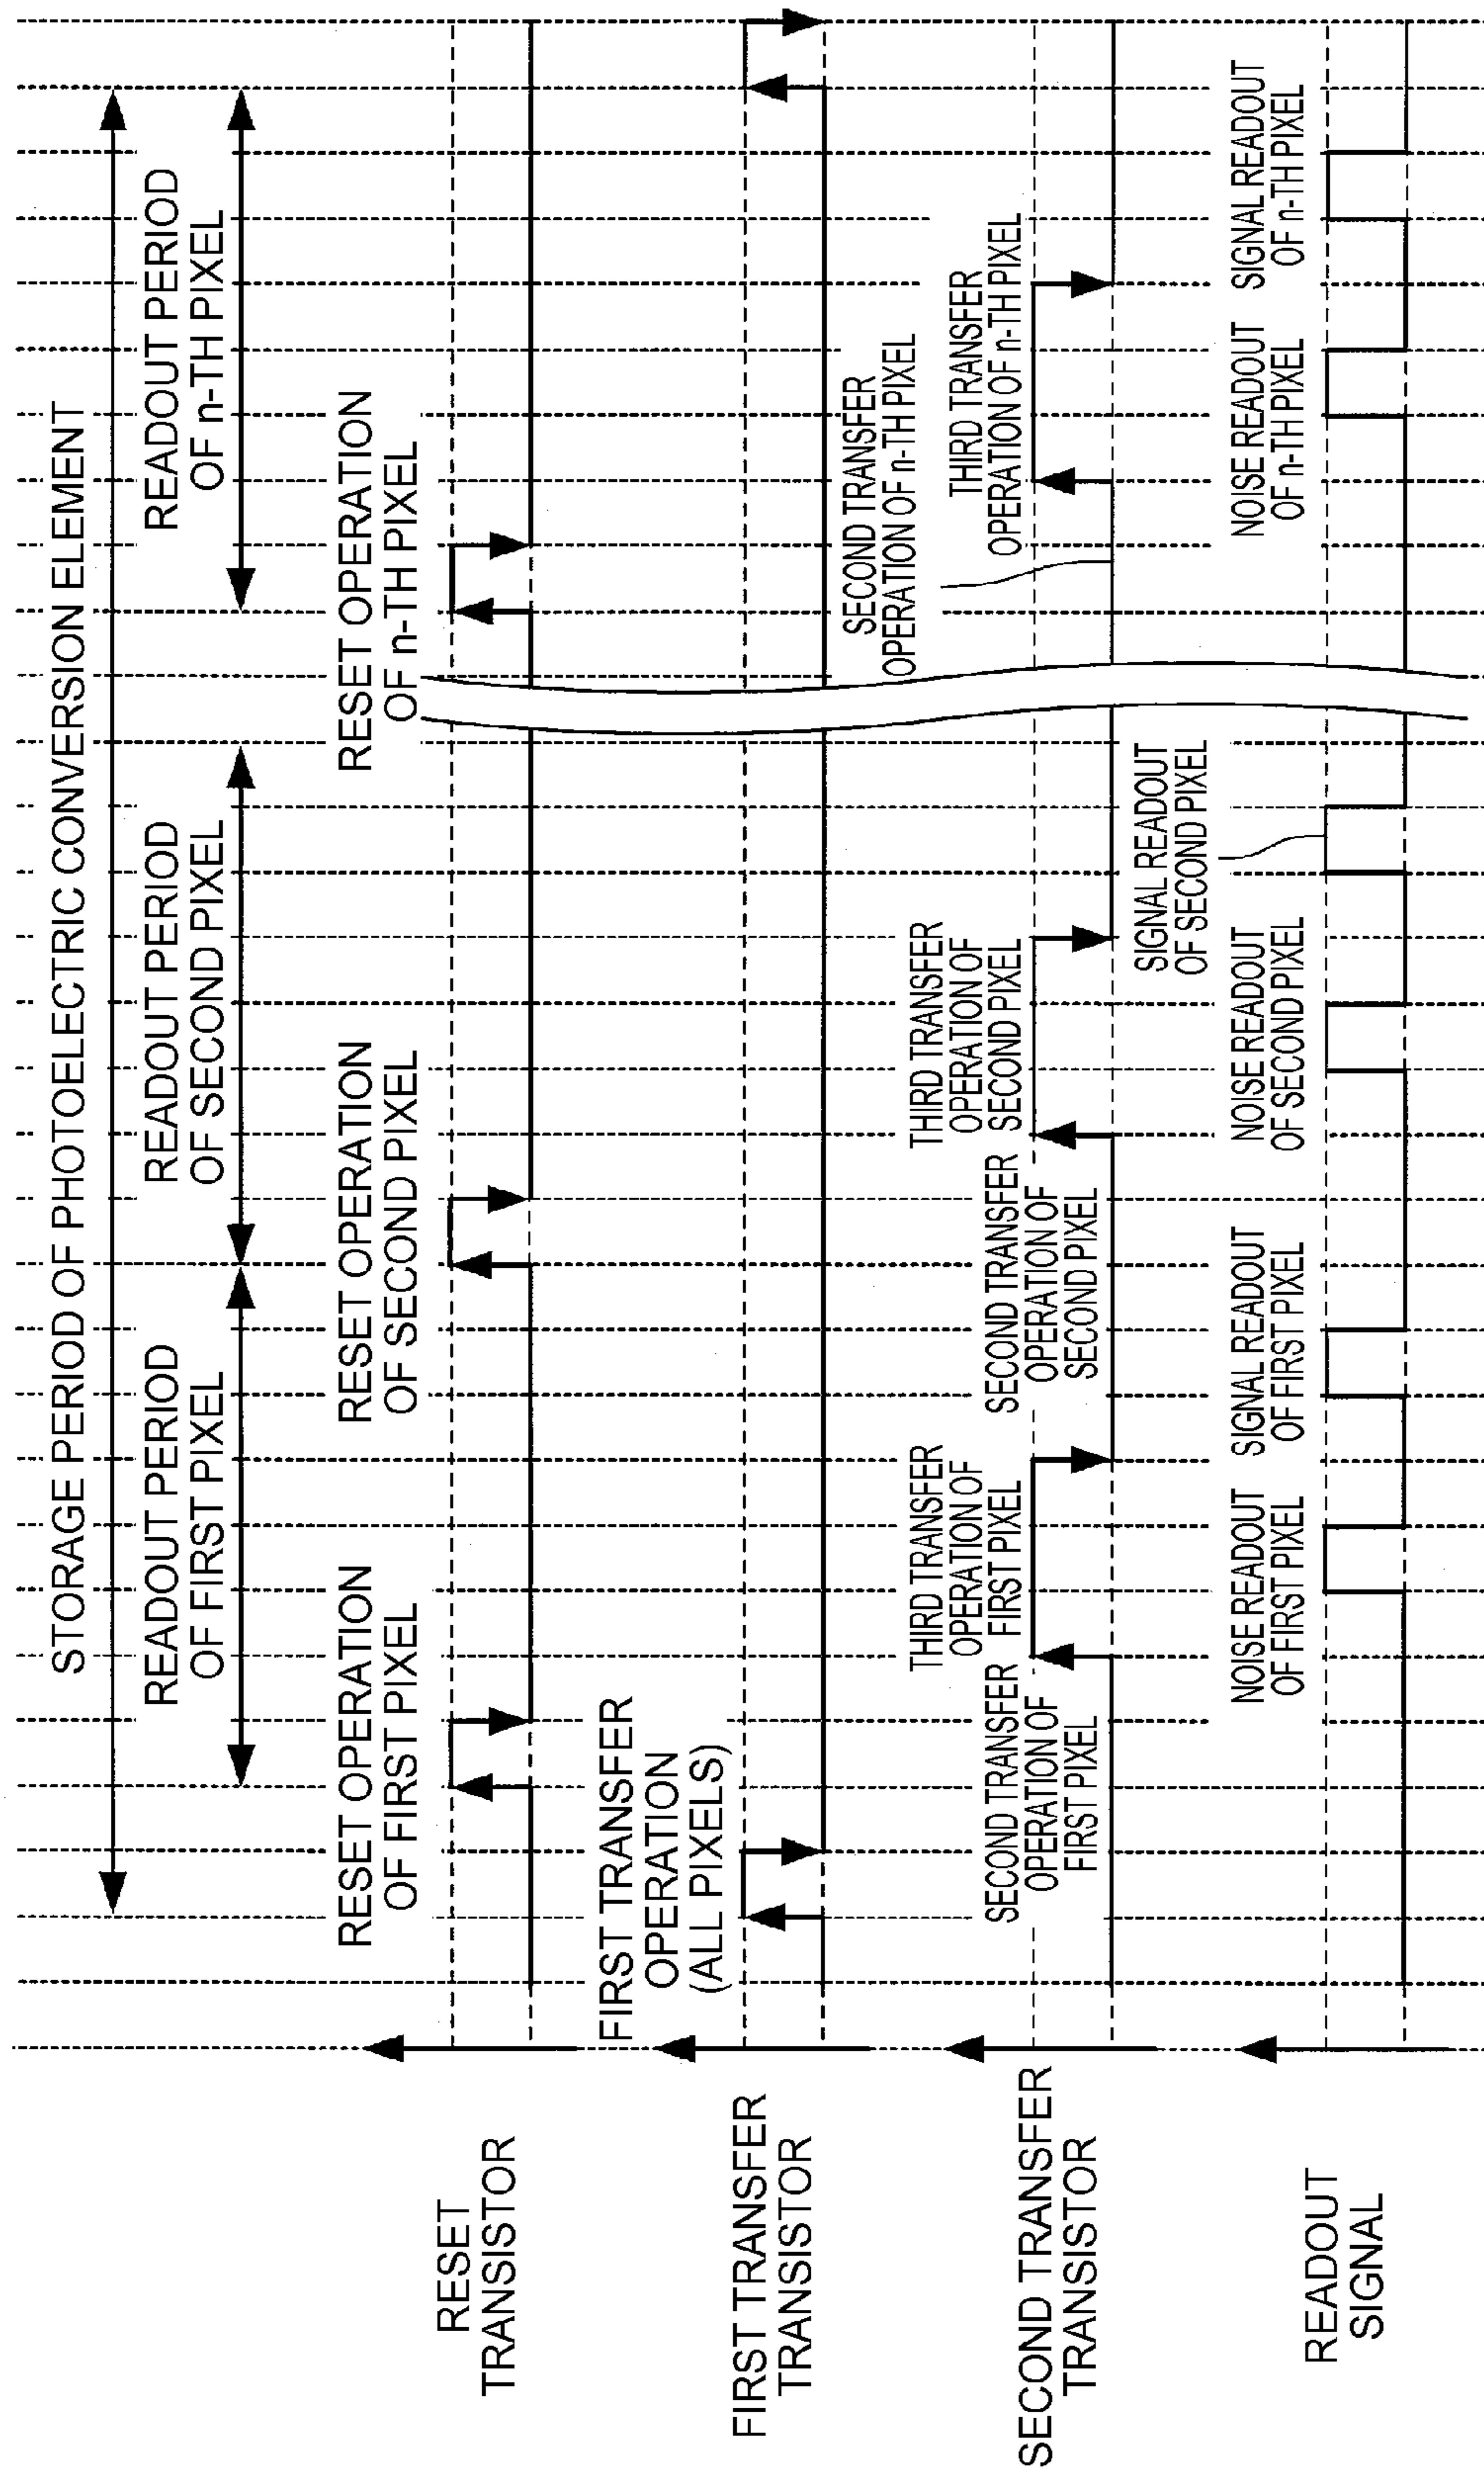 STORAGE PERIOD OF PHOTOELECTRIC CONVERSION ELEMENT
READOUT PERIOD
OF FIRST PIXEL
READOUT PERIOD
OF SECOND PIXEL
READOUT PERIOD
OF n-TH PIXEL
RESET
TRANSISTOR
RESET OPERATION
OF FIRST PIXEL
RESET OPERATION
OF SECOND PIXEL
RESET OPERATION
OF n-TH PIXEL
FIRST TRANSFER
TRANSISTOR
FIRST TRANSFER
OPERATION
(ALL PIXELS)
SECOND TRANSFER
TRANSISTOR
SECOND TRANSFER
OPERATION OF
FIRST PIXEL
THIRD TRANSFER
OPERATION OF
FIRST PIXEL
SECOND TRANSFER
OPERATION OF
SECOND PIXEL
THIRD TRANSFER
OPERATION OF
SECOND PIXEL
SECOND TRANSFER
OPERATION OF n-TH PIXEL
THIRD TRANSFER
OPERATION OF n-TH PIXEL
READOUT
SIGNAL
NOISE READOUT
OF FIRST PIXEL
SIGNAL READOUT
OF FIRST PIXEL
NOISE READOUT
OF SECOND PIXEL
SIGNAL READOUT
OF SECOND PIXEL
NOISE READOUT
OF n-TH PIXEL
SIGNAL READOUT
OF n-TH PIXEL